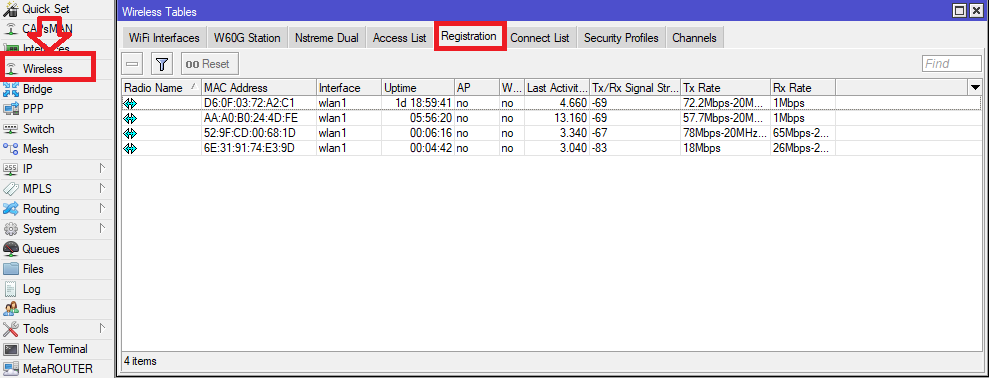 Quick Set
CAPsMAN
Interfaces
Wireless
Bridge
PPP
Switch
Mesh
IP
MPLS
Routing
System
Queues
Files
Log
Radius
Tools
New Terminal
MetaROUTER
Wireless Tables
WiFi Interfaces W60G Station Nstreme Dual Access List Registration Connect List Security Profiles Channels
00 Reset Find
Radio Name MAC Address Interface Uptime AP W... Last Activit... Tx/Rx Signal Str... Tx Rate Rx Rate
D6:0F:03:72:A2:C1 wlan1 1d 18:59:41 no no 4.660 -69 72.2Mbps-20M... 1Mbps
AA:A0:B0:24:4D:FE wlan1 05:56:20 no no 13.160 -69 57.7Mbps-20M... 1Mbps
52:9F:CD:00:68:1D wlan1 00:06:16 no no 3.340 -67 78Mbps-20MHz... 65Mbps-2...
6E:31:91:74:E3:9D wlan1 00:04:42 no no 3.040 -83 18Mbps 26Mbps-2...
4 items